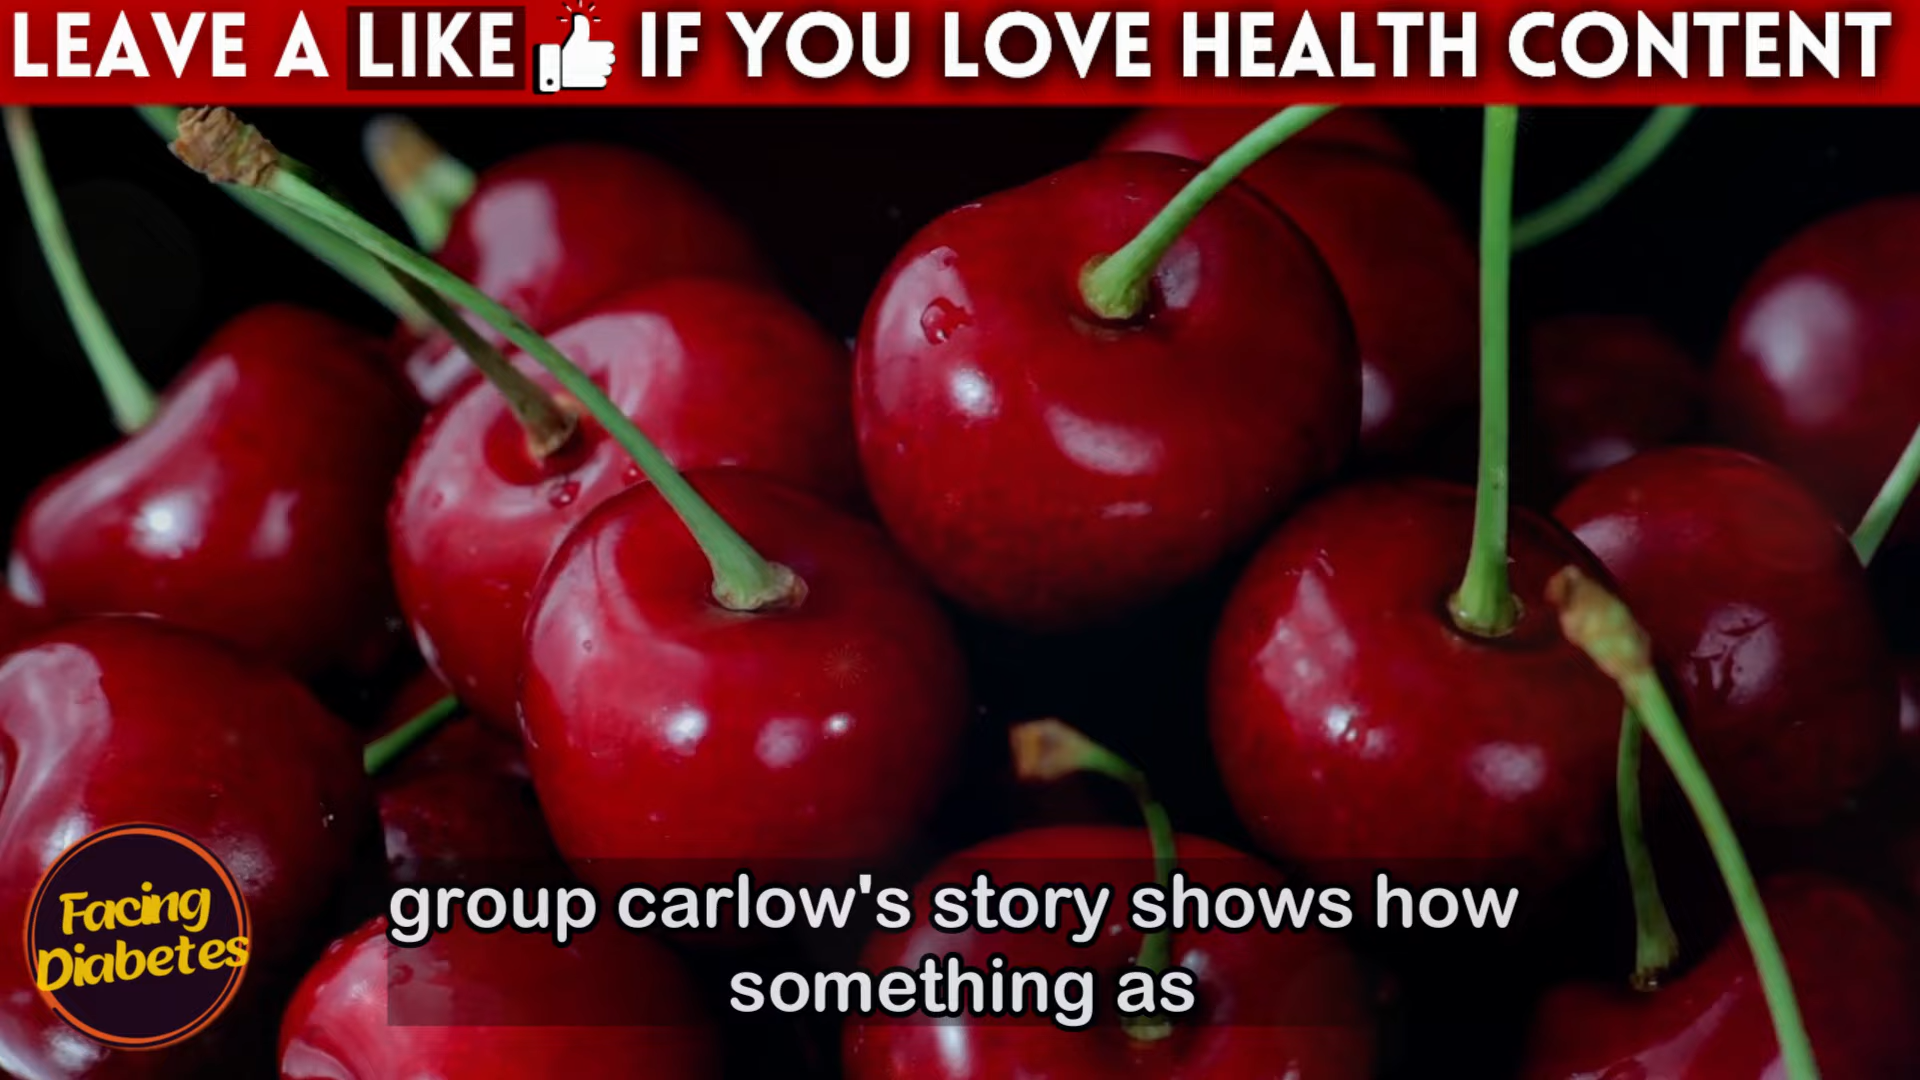 LEAVE A LIKE IF YOU LOVE HEALTH CONTENT
Facing
Diabetes
group carlow's story shows how
something as